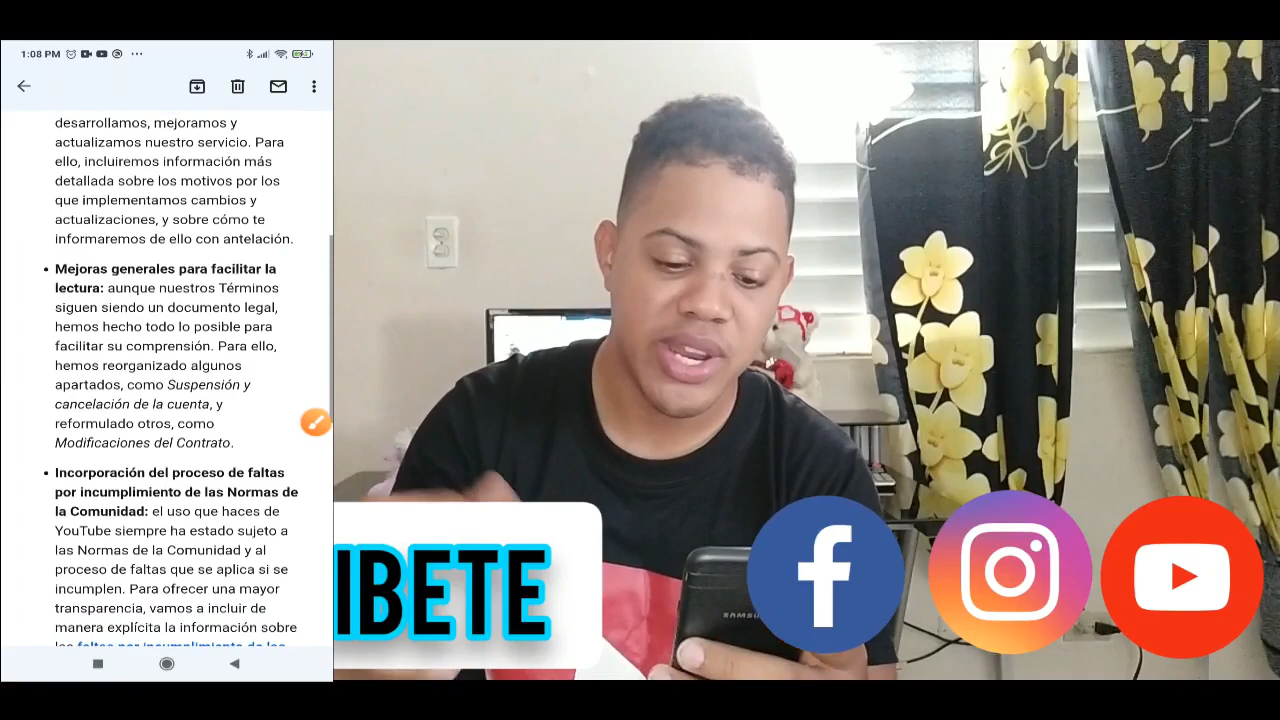 1:08 PM
desarrollamos, mejoramos y
actualizamos nuestro servicio. Para
ello, incluiremos información más
detallada sobre los motivos por los
que implementamos cambios y
actualizaciones, y sobre cómo te
informaremos de ello con antelación.
• Mejoras generales para facilitar la
lectura: aunque nuestros Términos
siguen siendo un documento legal,
hemos hecho todo lo posible para
facilitar su comprensión. Para ello,
hemos reorganizado algunos
apartados, como Suspensión y
cancelación de la cuenta, y
reformulado otros, como
Modificaciones del Contrato.
• Incorporación del proceso de faltas
por incumplimiento de las Normas de
la Comunidad: el uso que haces de
YouTube siempre ha estado sujeto a
las Normas de la Comunidad y al
proceso de faltas que se aplica si se
incumplen. Para ofrecer una mayor
transparencia, vamos a incluir de
manera explícita la información sobre
las faltas por incumplimiento de las
IBETE
SAMSUNG